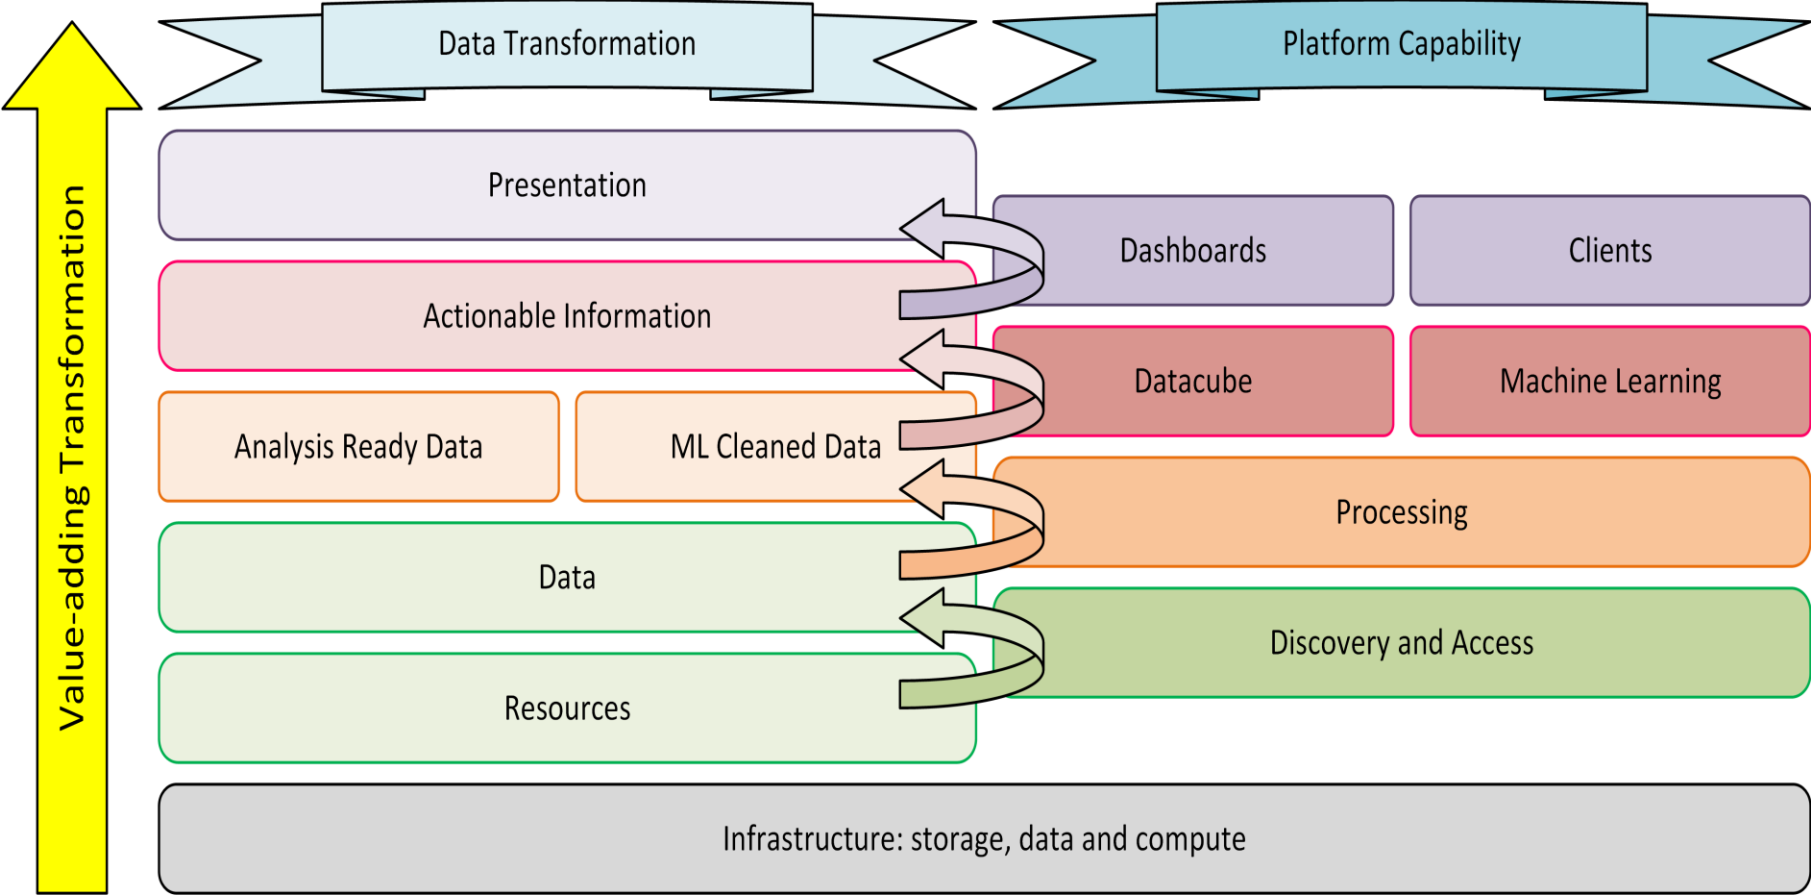 Data Transformation
Platform Capability
Value-adding Transformation
Presentation
Dashboards
Clients
Actionable Information
Datacube
Machine Learning
Analysis Ready Data
ML Cleaned Data
Processing
Data
Discovery and Access
Resources
Infrastructure: storage, data and compute